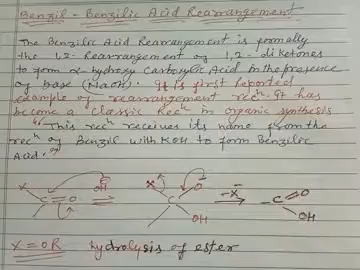 Benzil - Benzilic Acid Rearrangement
The Benzilic Acid Rearrangement is formally
the 1,2- Rearrangement of 1,2- diketones
to form α-hydroxy Carboxylic Acid in the presence
of base (NaOH). It is first reported
example of rearrangement recⁿ. It has
become a "Classic Recⁿ in organic synthesis
"This recⁿ receives its name from the
recⁿ of Benzil with KOH to form Benzilic
Acid."
X OH X O -X̄ O
C=O ⇌ C → -C
OH OH
X = OR hydrolysis of ester